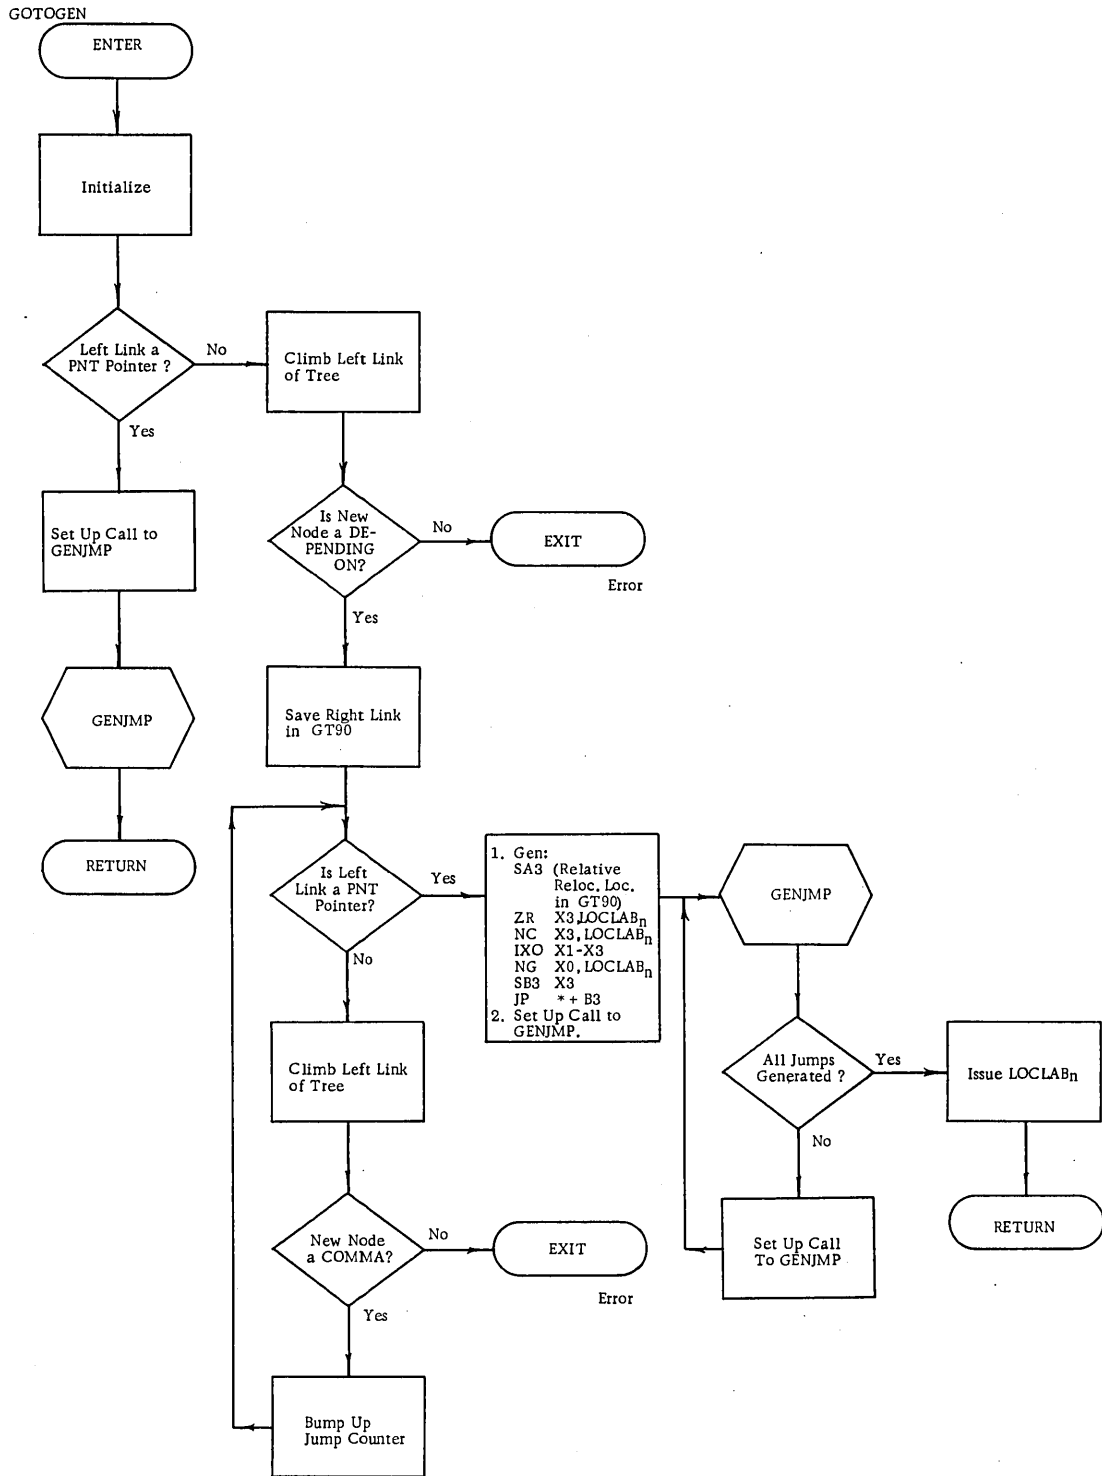 GOTOGEN
ENTER
Initialize
Left Link a
PNT Pointer ?
No
Yes
Climb Left Link
of Tree
Set Up Call to
GENJMP
Is New
Node a DE-
PENDING
ON?
No
EXIT
Error
Yes
GENJMP
Save Right Link
in GT90
RETURN
Is Left
Link a PNT
Pointer?
Yes
No
1. Gen:
SA3 (Relative
Reloc. Loc.
in GT90)
ZR X3,LOCLABn
NC X3, LOCLABn
IXO X1-X3
NG X0, LOCLABn
SB3 X3
JP * + B3
2. Set Up Call to
GENJMP.
GENJMP
Climb Left Link
of Tree
All Jumps
Generated ?
Yes
Issue LOCLABn
No
New Node
a COMMA?
No
EXIT
Error
Yes
Set Up Call
To GENJMP
RETURN
Bump Up
Jump Counter